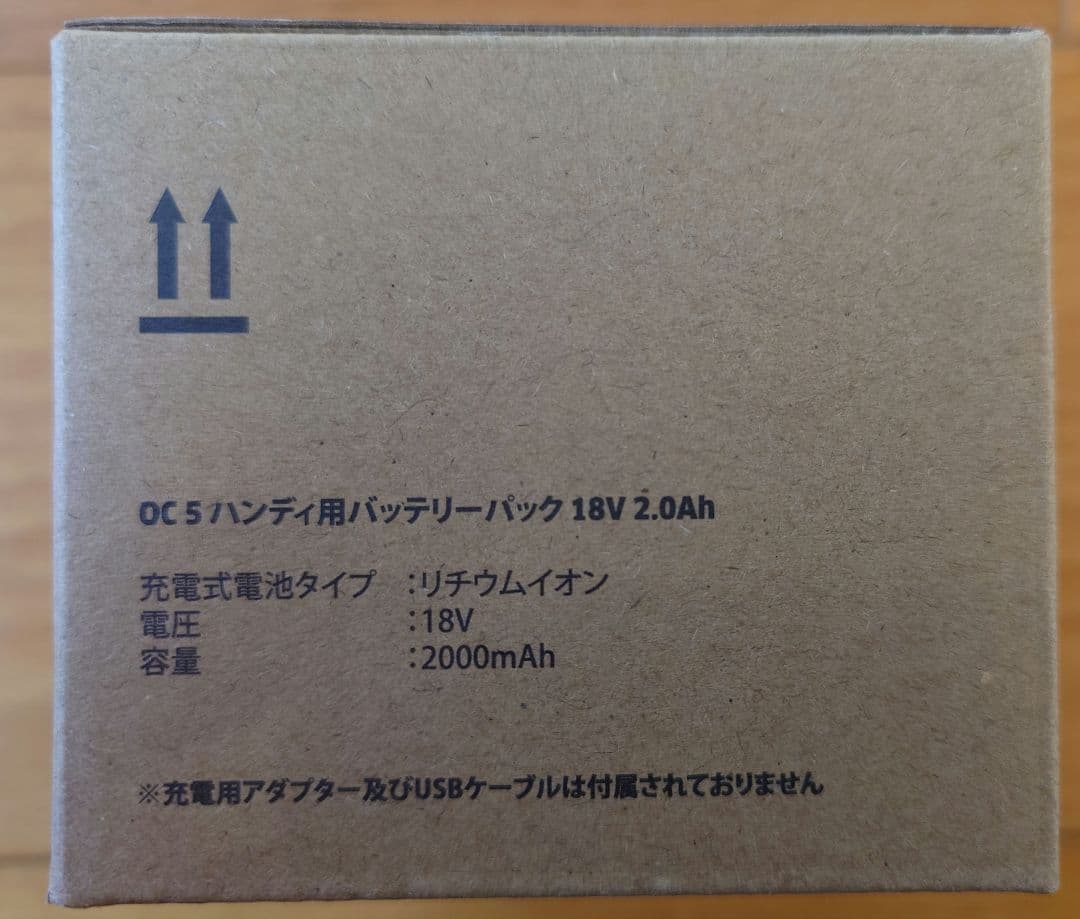 OC 5 ハンディ用バッテリーパック 18V 2.0Ah
充電式電池タイプ :リチウムイオン
電圧 :18V
容量 :2000mAh
※充電用アダプター及びUSBケーブルは付属されておりません